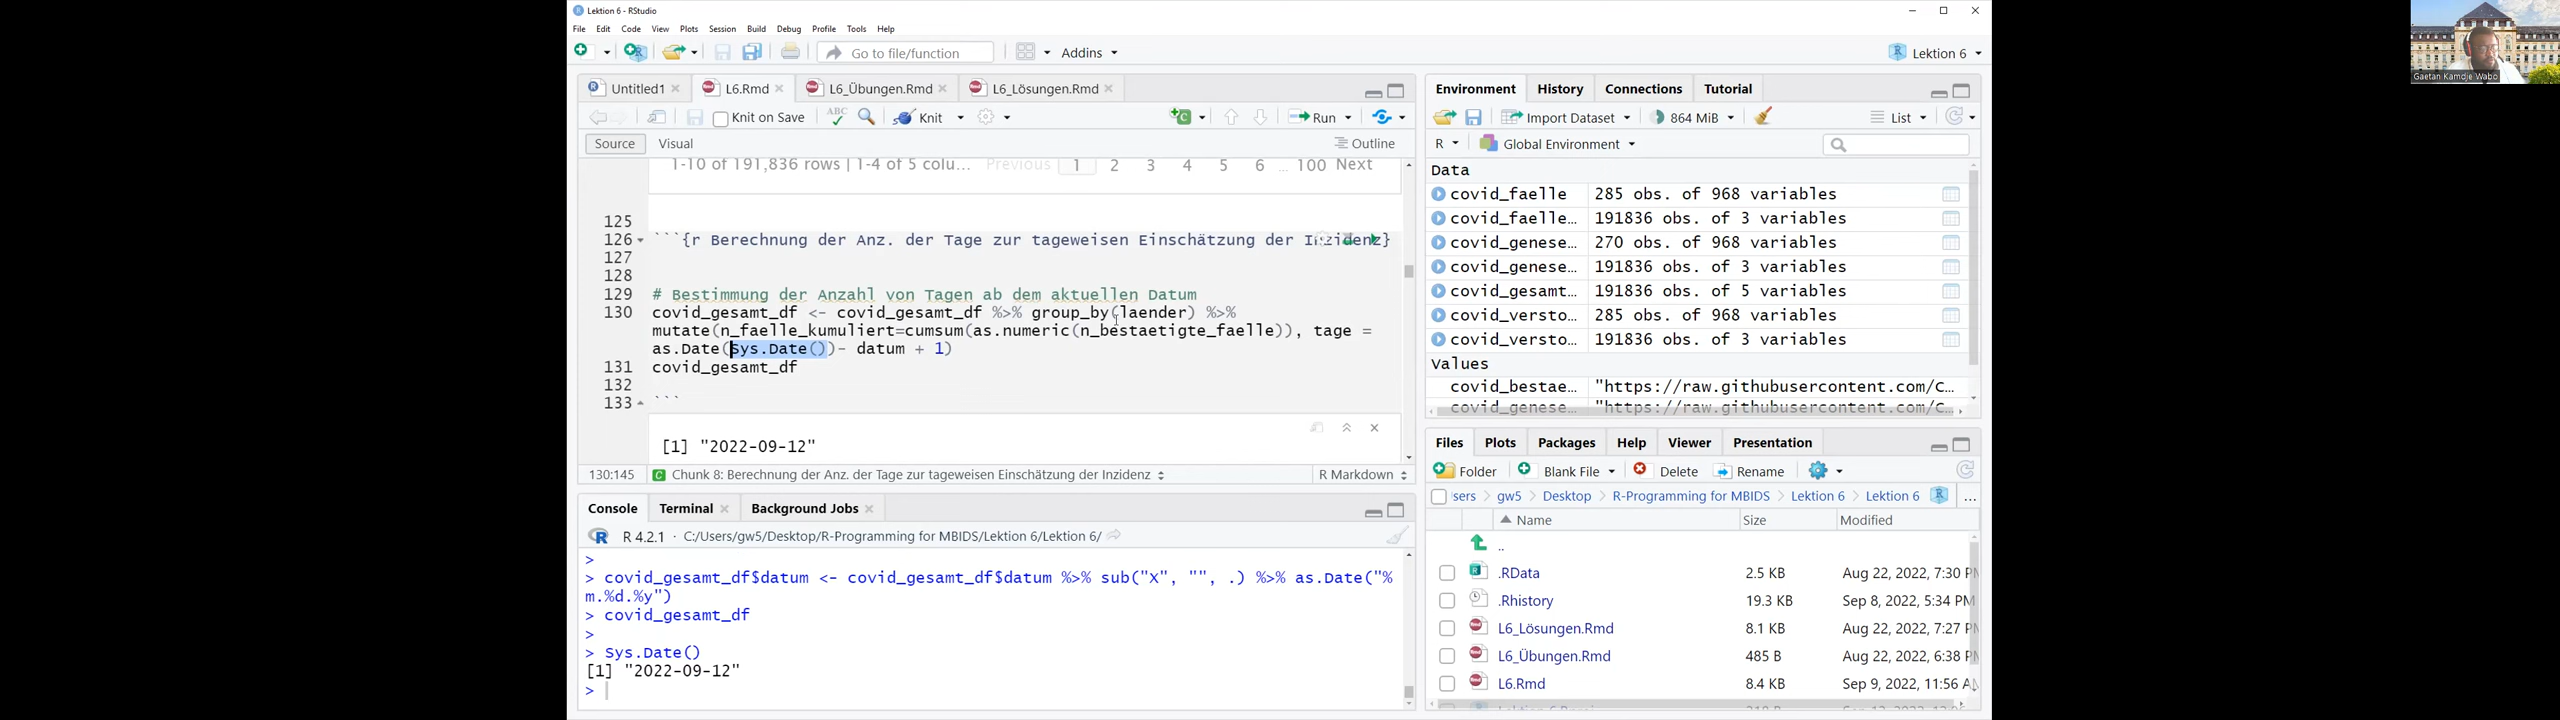 Lektion 6 - RStudio
File Edit Code View Plots Session Build Debug Profile Tools Help
Go to file/function
Addins
Lektion 6
Untitled1
L6.Rmd
L6_Übungen.Rmd
L6_Lösungen.Rmd
Knit on Save
ABC
Knit
Run
Source
Visual
Outline
1-10 of 191,836 rows | 1-4 of 5 colu... Previous 1 2 3 4 5 6 ... 100 Next
125
126 ```{r Berechnung der Anz. der Tage zur tageweisen Einschätzung der Inzidenz}
127
128
129 # Bestimmung der Anzahl von Tagen ab dem aktuellen Datum
130 covid_gesamt_df <- covid_gesamt_df %>% group_by(laender) %>%
mutate(n_faelle_kumuliert=cumsum(as.numeric(n_bestaetigte_faelle)), tage =
as.Date(Sys.Date())- datum + 1)
131 covid_gesamt_df
132
133 ```
[1] "2022-09-12"
130:145 Chunk 8: Berechnung der Anz. der Tage zur tageweisen Einschätzung der Inzidenz R Markdown
Console Terminal Background Jobs
R 4.2.1 · C:/Users/gw5/Desktop/R-Programming for MBIDS/Lektion 6/Lektion 6/
>
> covid_gesamt_df$datum <- covid_gesamt_df$datum %>% sub("X", "", .) %>% as.Date("%
m.%d.%y")
> covid_gesamt_df
>
> Sys.Date()
[1] "2022-09-12"
>
Environment History Connections Tutorial
Import Dataset 864 MiB List
R Global Environment
Data
covid_faelle 285 obs. of 968 variables
covid_faelle... 191836 obs. of 3 variables
covid_genese... 270 obs. of 968 variables
covid_genese... 191836 obs. of 3 variables
covid_gesamt... 191836 obs. of 5 variables
covid_versto... 285 obs. of 968 variables
covid_versto... 191836 obs. of 3 variables
Values
covid_bestae... "https://raw.githubusercontent.com/C...
covid_genese... "https://raw.githubusercontent.com/C...
Files Plots Packages Help Viewer Presentation
Folder Blank File Delete Rename
sers > gw5 > Desktop > R-Programming for MBIDS > Lektion 6 > Lektion 6 ...
Name Size Modified
..
.RData 2.5 KB Aug 22, 2022, 7:30 P
.Rhistory 19.3 KB Sep 8, 2022, 5:34 PM
L6_Lösungen.Rmd 8.1 KB Aug 22, 2022, 7:27 P
L6_Übungen.Rmd 485 B Aug 22, 2022, 6:38 P
L6.Rmd 8.4 KB Sep 9, 2022, 11:56 A
Gaetan Kamdje Wabo